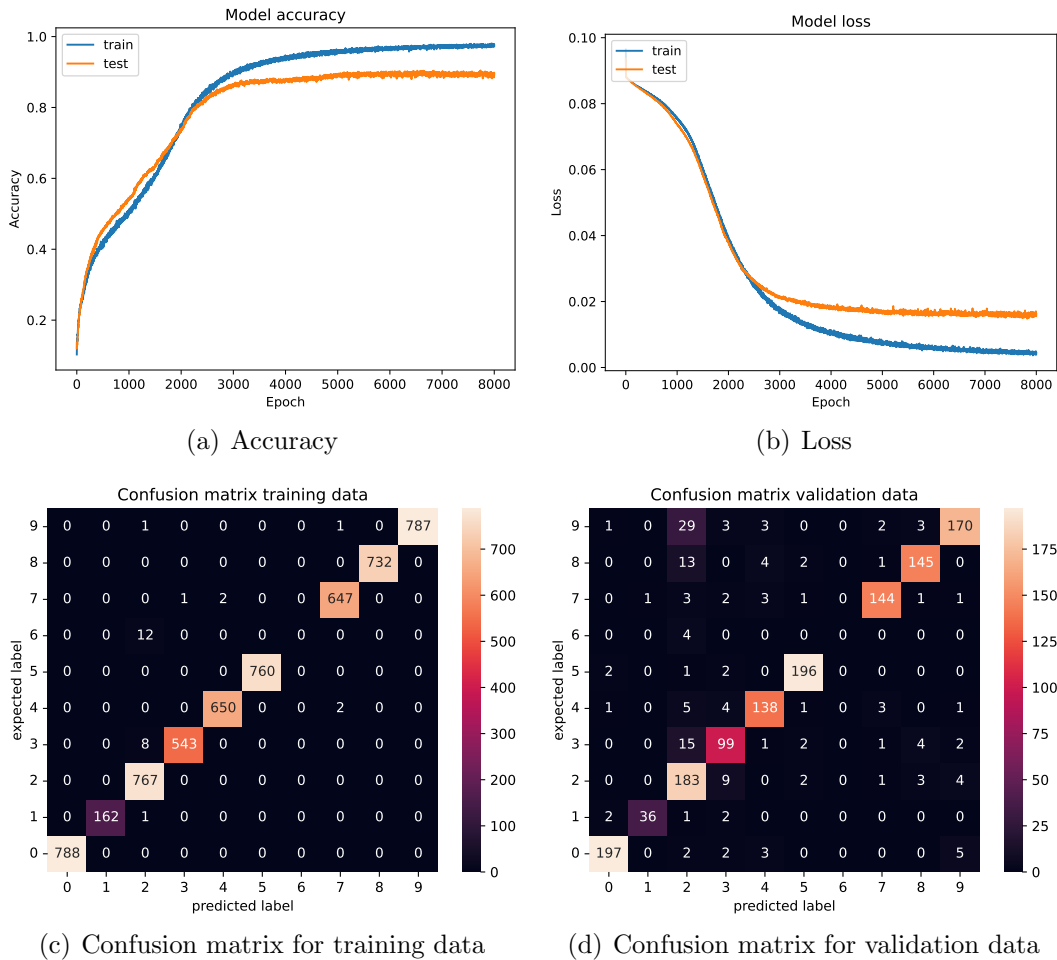 Model accuracy
1.0
0.8
0.6
0.4
0.2
Accuracy
train
test
0 1000 2000 3000 4000 5000 6000 7000 8000
Epoch
(a) Accuracy
Model loss
0.10
0.08
0.06
0.04
0.02
0.00
Loss
train
test
0 1000 2000 3000 4000 5000 6000 7000 8000
Epoch
(b) Loss
Confusion matrix training data
expected label
9 0 0 1 0 0 0 0 1 0 787
8 0 0 0 0 0 0 0 0 732 0
7 0 0 0 1 2 0 0 647 0 0
6 0 0 12 0 0 0 0 0 0 0
5 0 0 0 0 0 760 0 0 0 0
4 0 0 0 0 650 0 0 2 0 0
3 0 0 8 543 0 0 0 0 0 0
2 0 0 767 0 0 0 0 0 0 0
1 0 162 1 0 0 0 0 0 0 0
0 788 0 0 0 0 0 0 0 0 0
0 1 2 3 4 5 6 7 8 9
predicted label
700
600
500
400
300
200
100
0
(c) Confusion matrix for training data
Confusion matrix validation data
expected label
9 1 0 29 3 3 0 0 2 3 170
8 0 0 13 0 4 2 0 1 145 0
7 0 1 3 2 3 1 0 144 1 1
6 0 0 4 0 0 0 0 0 0 0
5 2 0 1 2 0 196 0 0 0 0
4 1 0 5 4 138 1 0 3 0 1
3 0 0 15 99 1 2 0 1 4 2
2 0 0 183 9 0 2 0 1 3 4
1 2 36 1 2 0 0 0 0 0 0
0 197 0 2 2 3 0 0 0 0 5
0 1 2 3 4 5 6 7 8 9
predicted label
175
150
125
100
75
50
25
0
(d) Confusion matrix for validation data